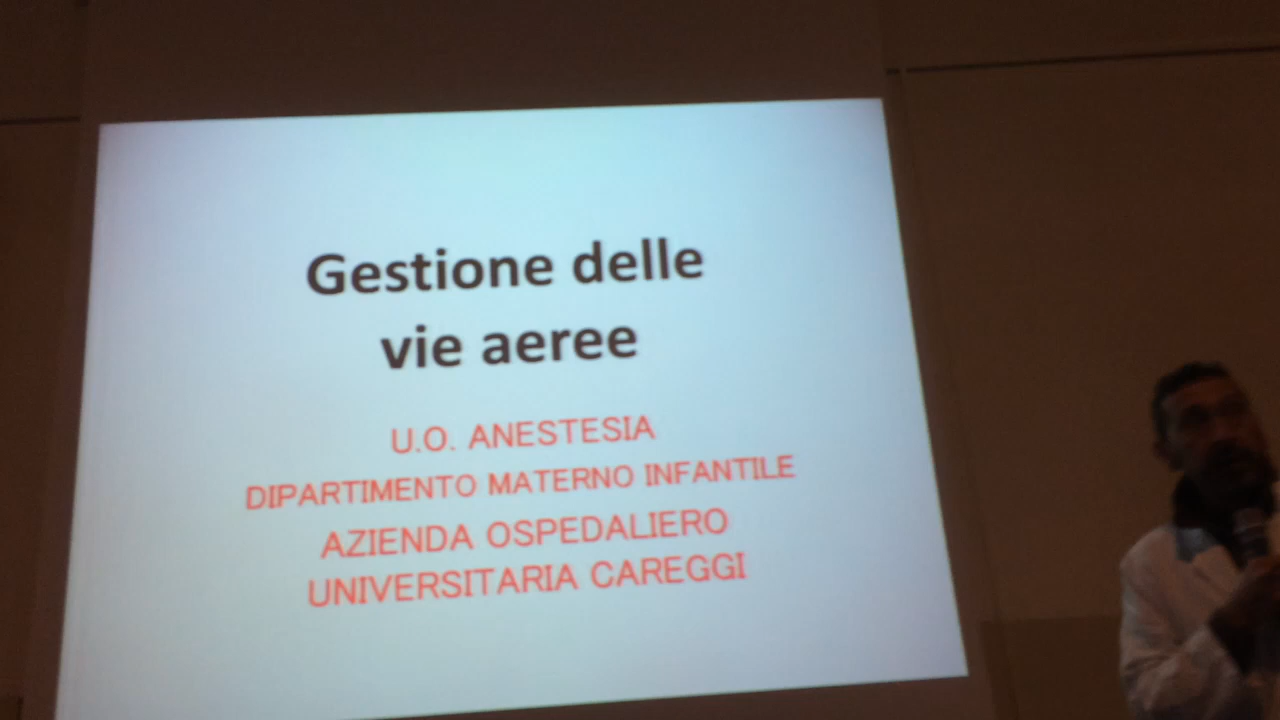 Gestione delle
vie aeree
U.O. ANESTESIA
DIPARTIMENTO MATERNO INFANTILE
AZIENDA OSPEDALIERO
UNIVERSITARIA CAREGGI